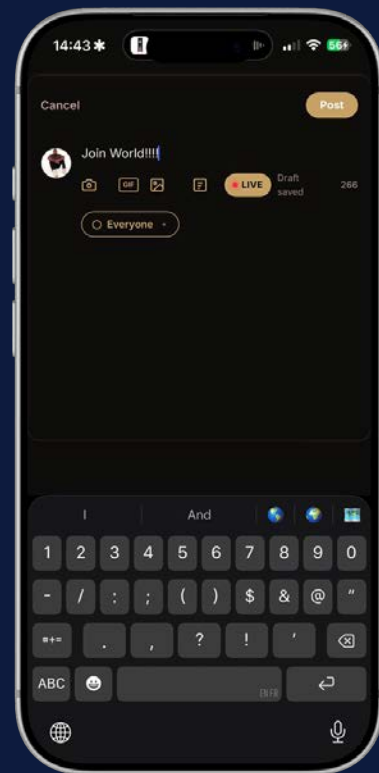 14:43 ✱
56
Cancel
Post
Join World!!!!
GIF
LIVE
Draft saved
266
Everyone
I
And
1 2 3 4 5 6 7 8 9 0
- / : ; ( ) $ & @ "
#+=
. , ? ! '
ABC
EN FR